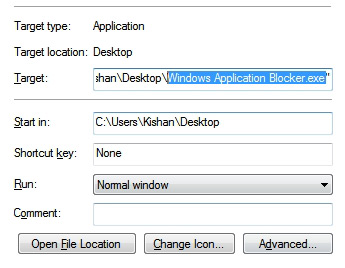 Target type: Application
Target location: Desktop
Target: shan\Desktop\Windows Application Blocker.exe"
Start in: C:\Users\Kishan\Desktop
Shortcut key: None
Run: Normal window
Comment:
Open File Location Change Icon... Advanced...